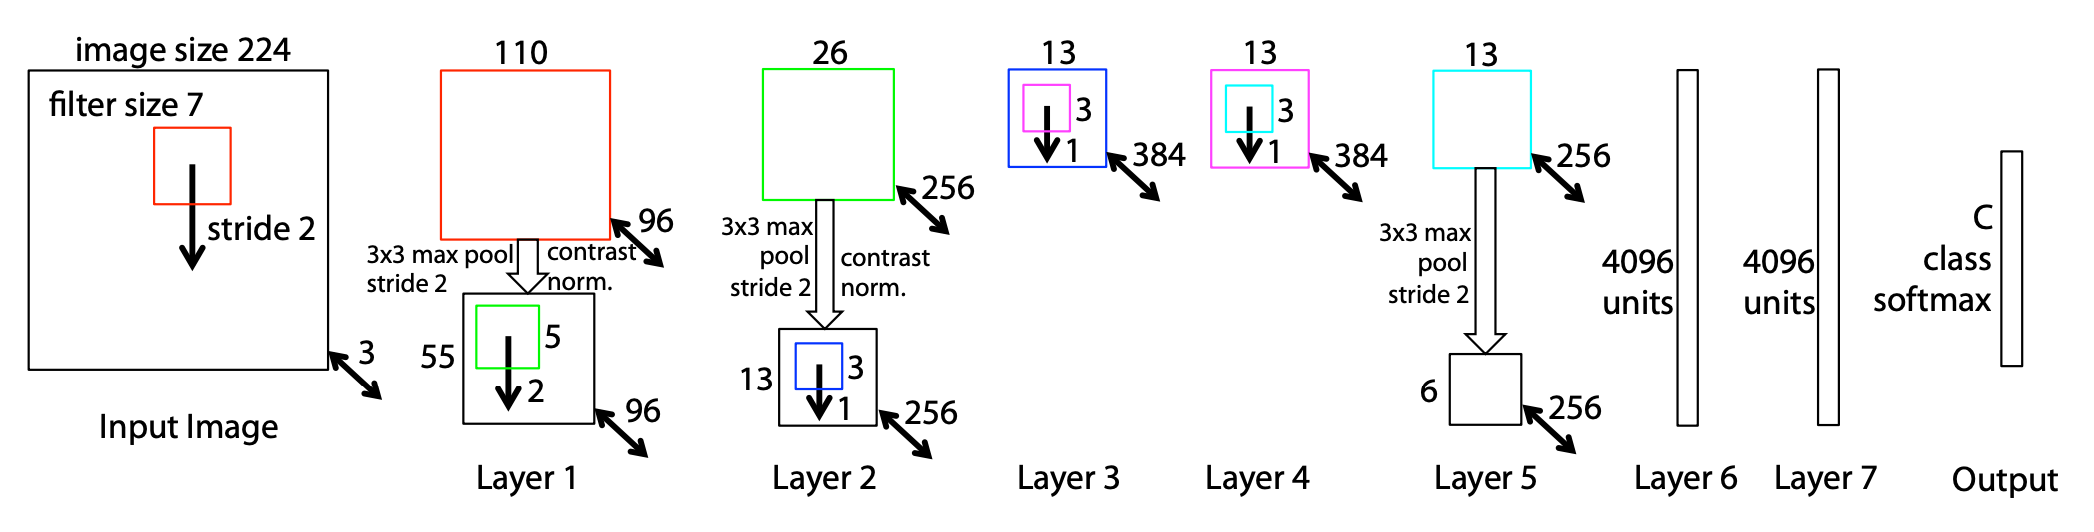 image size 224
filter size 7
stride 2
3
Input Image
110
96
3x3 max pool
stride 2
contrast
norm.
55
5
2
96
Layer 1
26
256
3x3 max
pool
stride 2
contrast
norm.
13
3
1
256
Layer 2
13
3
1
384
Layer 3
13
3
1
384
Layer 4
13
256
3x3 max
pool
stride 2
6
256
Layer 5
4096
units
Layer 6
4096
units
Layer 7
C
class
softmax
Output